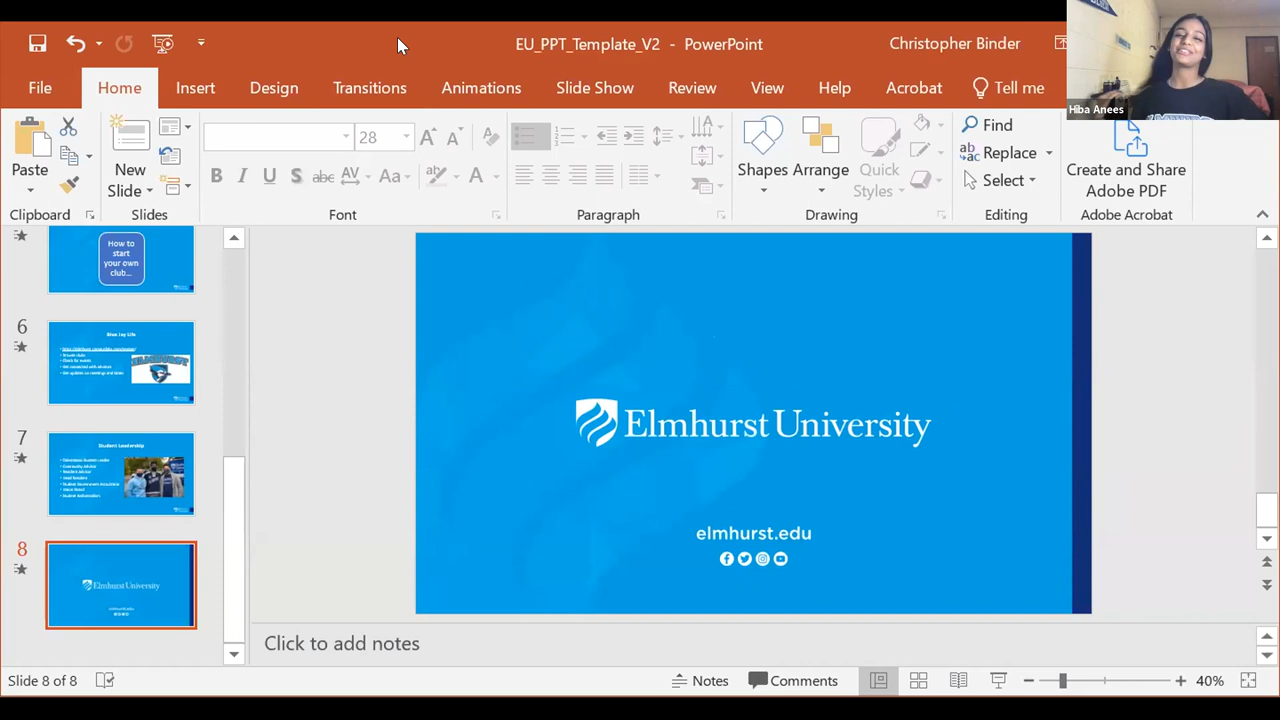 EU_PPT_Template_V2 - PowerPoint
Christopher Binder
Hiba Anees
File
Home
Insert
Design
Transitions
Animations
Slide Show
Review
View
Help
Acrobat
Tell me
Paste
New
Slide
28
B I U S abc AV Aa A
Shapes
Arrange
Quick
Styles
Find
Replace
Select
Create and Share
Adobe PDF
Clipboard
Slides
Font
Paragraph
Drawing
Editing
Adobe Acrobat
How to
start
your own
club...
6
Blue Jay Life
7
Student Leadership
8
Elmhurst University
Elmhurst University
elmhurst.edu
Click to add notes
Slide 8 of 8
Notes
Comments
40%